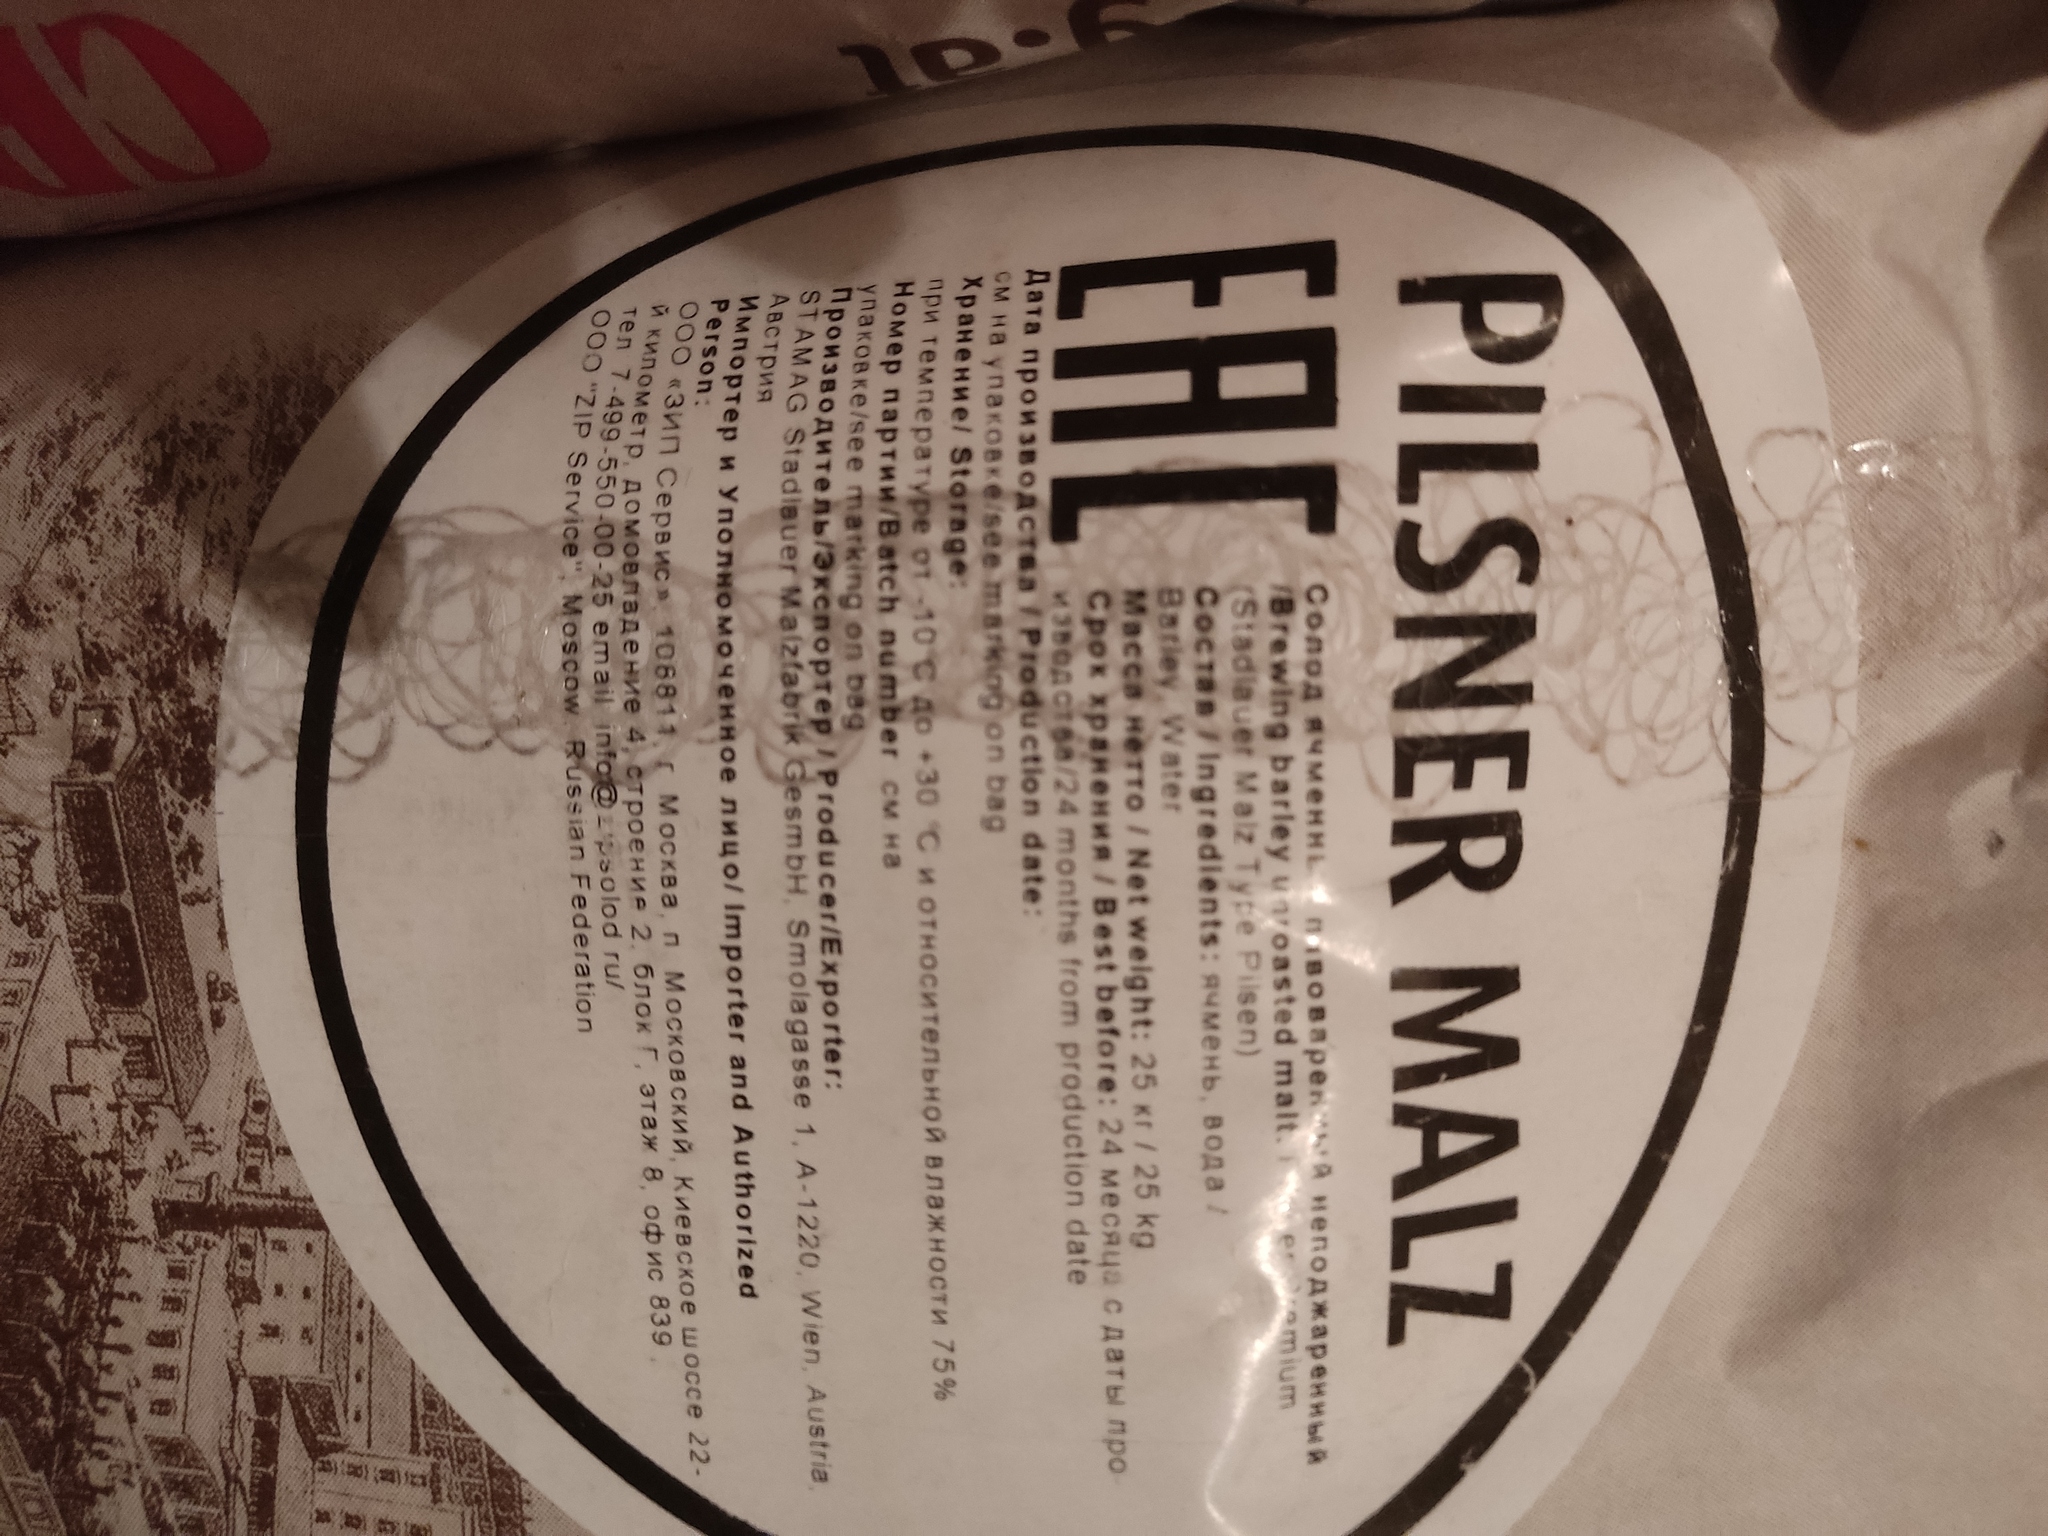 PILSNER MALZ
EAC
Солод ячменный пивоваренный неподжаренный
/Brewing barley unroasted malt.
(Stadlauer Malz Type Pilsen)
Состав / Ingredients: ячмень, вода /
Barley, Water
Масса нетто / Net weight: 25 кг / 25 kg
Срок хранения / Best before: 24 месяца с даты про
изводства/24 months from production date
Дата производства / Production date:
см на упаковке/see marking on bag
Хранение/ Storage:
при температуре от -10°C до +30 °C и относительной влажности 75%
Номер партии/Batch number см на
упаковке/see marking on bag
Производитель/Экспортер / Producer/Exporter:
STAMAG Stadlauer Malzfabrik GesmbH, Smolagasse 1, A-1220, Wien, Austria,
Австрия
Импортер и Уполномоченное лицо/ Importer and Authorized
Person:
ООО «ЗИП Сервис», 108811, г. Москва, п. Московский, Киевское шоссе 22-
й километр, домовладение 4, строение 2, блок Г, этаж 8, офис 839.
тел 7-499-550-00-25 email info@zipsolod ru/
ООО "ZIP Service", Moscow, Russian Federation